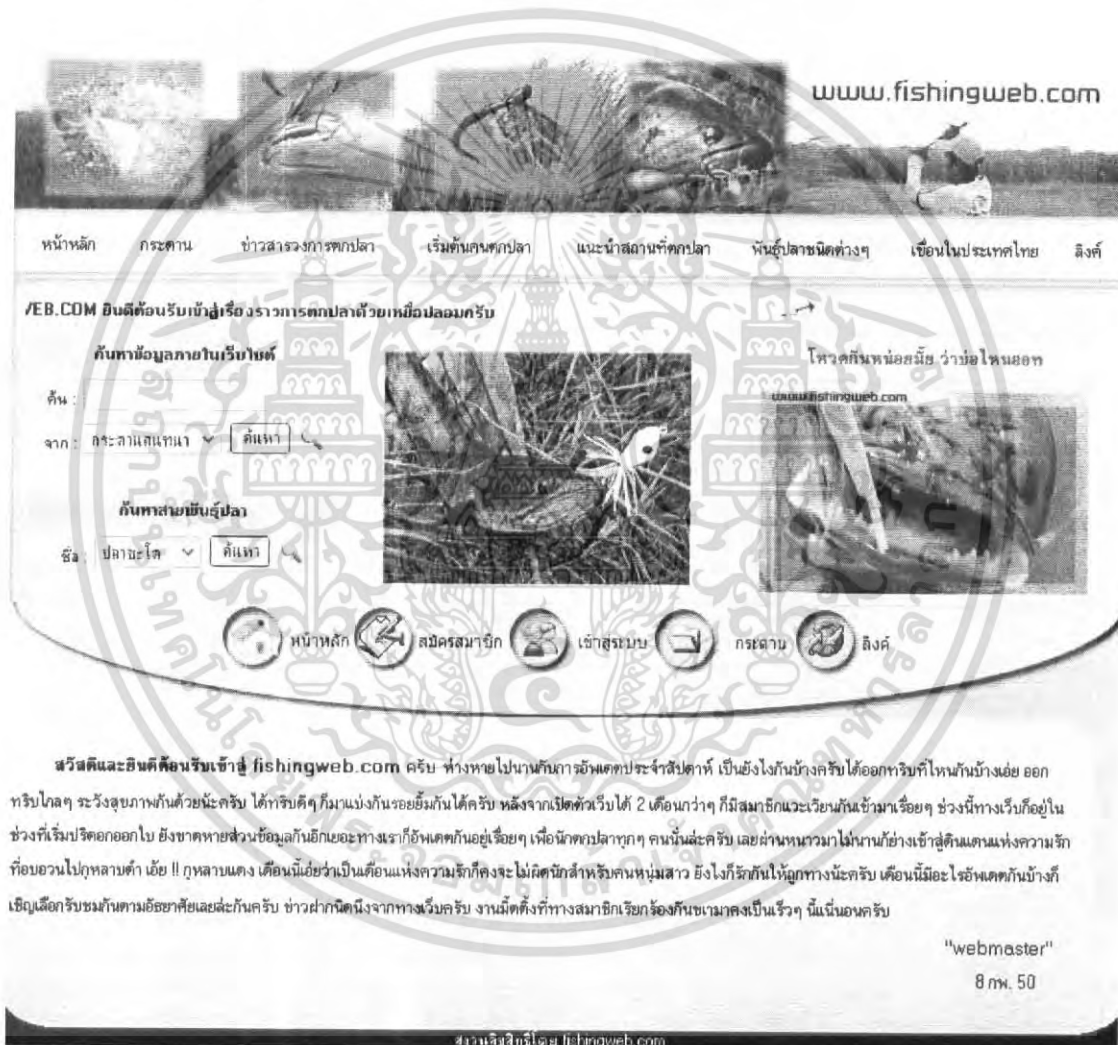 www.fishingweb.com
หน้าหลัก กระดาน ข่าวสารวงการตกปลา เริ่มต้นคนตกปลา แนะนำสถานที่ตกปลา พันธุ์ปลาชนิดต่างๆ เขื่อนในประเทศไทย ลิงค์
/EB.COM ยินดีต้อนรับเข้าสู่เรื่องราวการตกปลาด้วยเหยื่อปลอมครับ
ค้นหาข้อมูลภายในเว็บไซต์
ค้น :
จาก : กระดานสนทนา ค้นหา
ค้นหาสายพันธุ์ปลา
ชื่อ : ปลาชะโด ค้นหา
โหวตกันหน่อยมั้ย ว่าบ่อไหนฮอท
www.fishingweb.com
หน้าหลัก สมัครสมาชิก เข้าสู่ระบบ กระดาน ลิงค์
สวัสดีและยินดีต้อนรับเข้าสู่ fishingweb.com ครับ ห่างหายไปนานกับการอัพเดตประจำสัปดาห์ เป็นยังไงกันบ้างครับได้ออกทริบที่ไหนกันบ้างเอ่ย ออก
ทริบไกลๆ ระวังสุขภาพกันด้วยน้ะครับ ได้ทริบดีๆ ก็มาแบ่งกันรอยยิ้มกันได้ครับ หลังจากเปิดตัวเว็บได้ 2 เดือนกว่าๆ ก็มีสมาชิกแวะเวียนกันเข้ามาเรื่อยๆ ช่วงนี้ทางเว็บก็อยู่ใน
ช่วงที่เริ่มปริดอกออกใบ ยังขาดหายส่วนข้อมูลกันอีกเยอะทางเราก็อัพเดตกันอยู่เรื่อยๆ เพื่อนักตกปลาทุกๆ คนนั่นล่ะครับ เลยผ่านหนาวมาไม่นานก็ย่างเข้าสู่ดินแดนแห่งความรัก
ที่อบอวนไปกุหลาบดำ เอ้ย !! กุหลาบแดง เดือนนี้เอ่ยว่าเป็นเดือนแห่งความรักก็คงจะไม่ผิดนักสำหรับคนหนุ่มสาว ยังไงก็รักกันให้ถูกทางน้ะครับ เดือนนี้มีอะไรอัพเดตกันบ้างก็
เชิญเลือกรับชมกันตามอัธยาศัยเลยล่ะกันครับ ข่าวฝากนิดนึงจากทางเว็บครับ งานมี้ตติ้งที่ทางสมาชิกเรียกร้องกันขามาคงเป็นเร็วๆ นี้แน่นอนครับ
"webmaster"
8 กพ. 50
สงวนลิขสิทธิ์โดย fishingweb.com